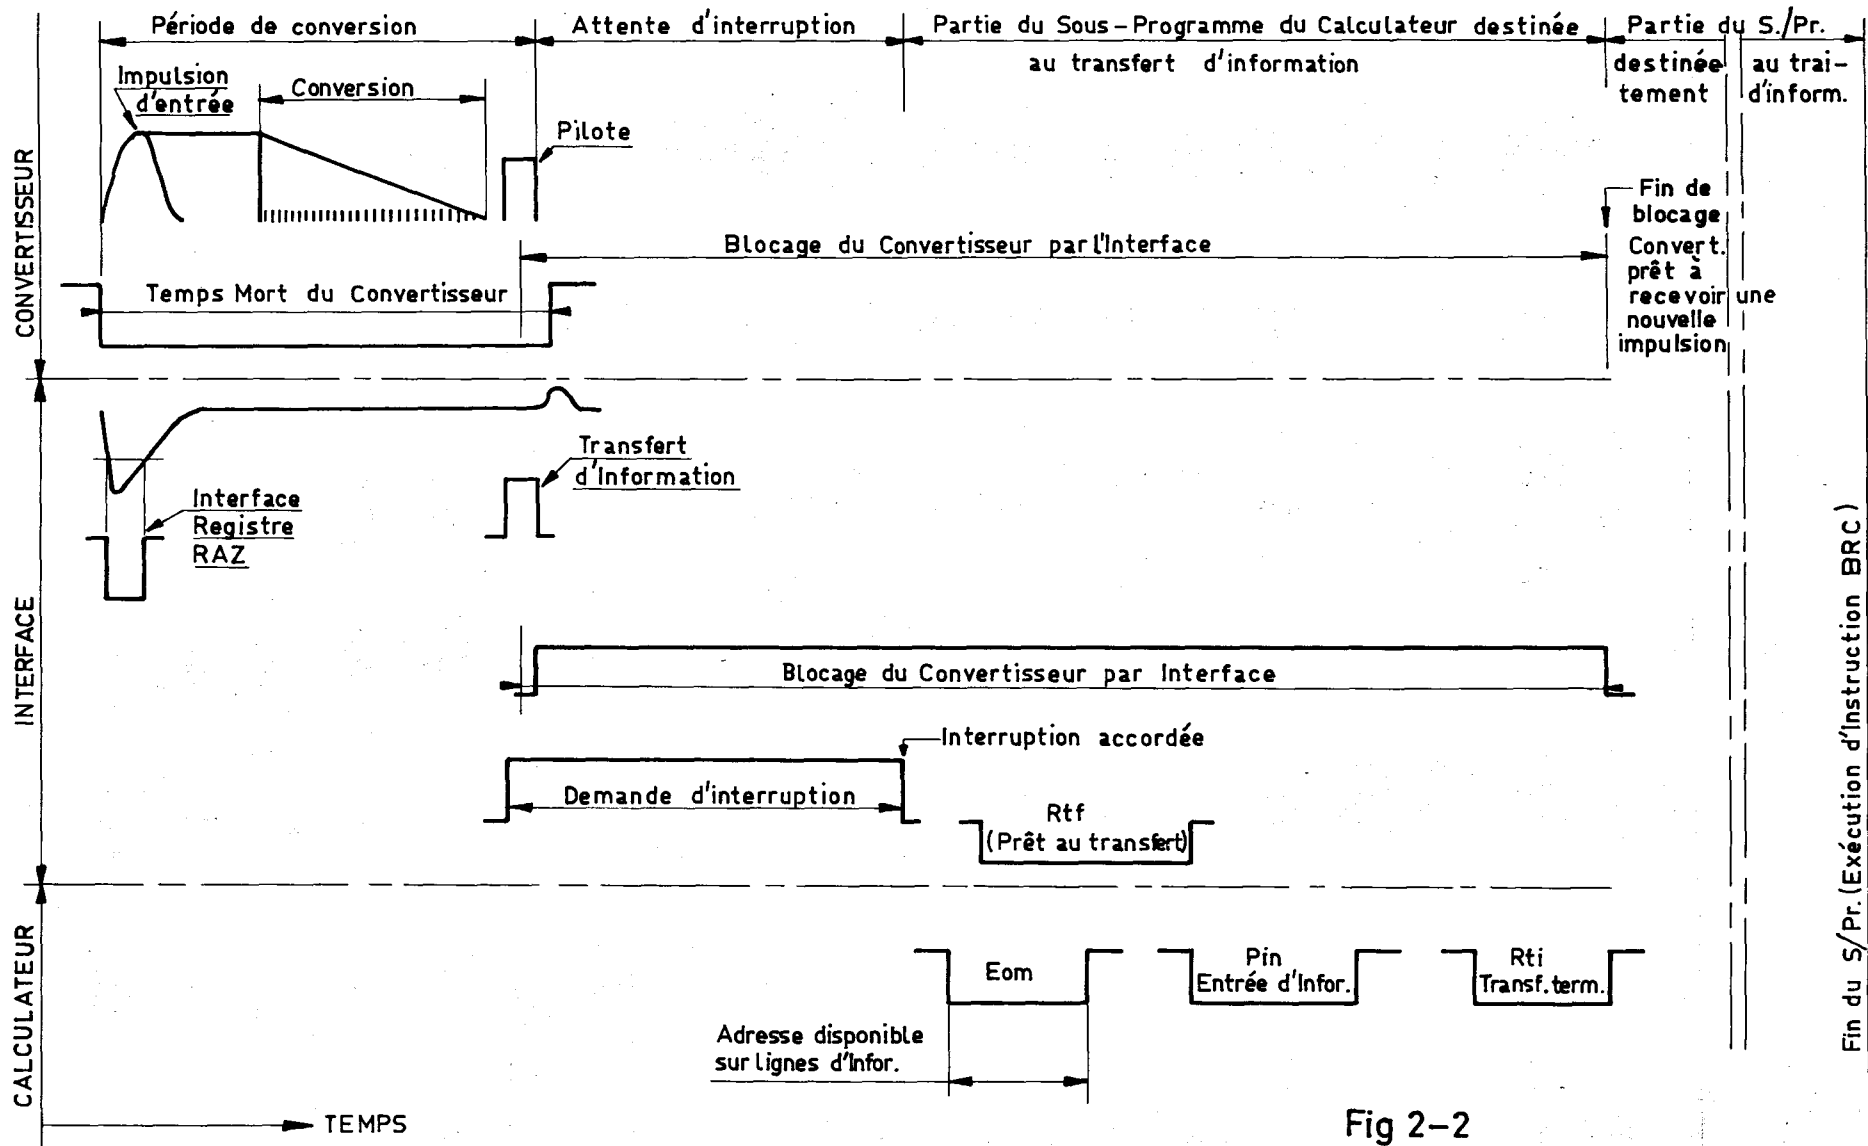 Période de conversion
Attente d'interruption
Partie du Sous-Programme du Calculateur destinée
au transfert d'information
Partie du S./Pr.
destinée au trai-
tement d'inform.
Impulsion
d'entrée
Conversion
Pilote
Fin de
blocage
Convert.
prêt à
recevoir une
nouvelle
impulsion
Blocage du Convertisseur par l'Interface
Temps Mort du Convertisseur
CONVERTISSEUR
Transfert
d'Information
Interface
Registre
RAZ
Blocage du Convertisseur par Interface
Interruption accordée
Demande d'interruption
Rtf
(Prêt au transfert)
INTERFACE
Eom
Pin
Entrée d'Infor.
Rti
Transf. term.
Adresse disponible
sur lignes d'Infor.
CALCULATEUR
TEMPS
Fin du S/Pr. (Exécution d'Instruction BRC)
Fig 2-2